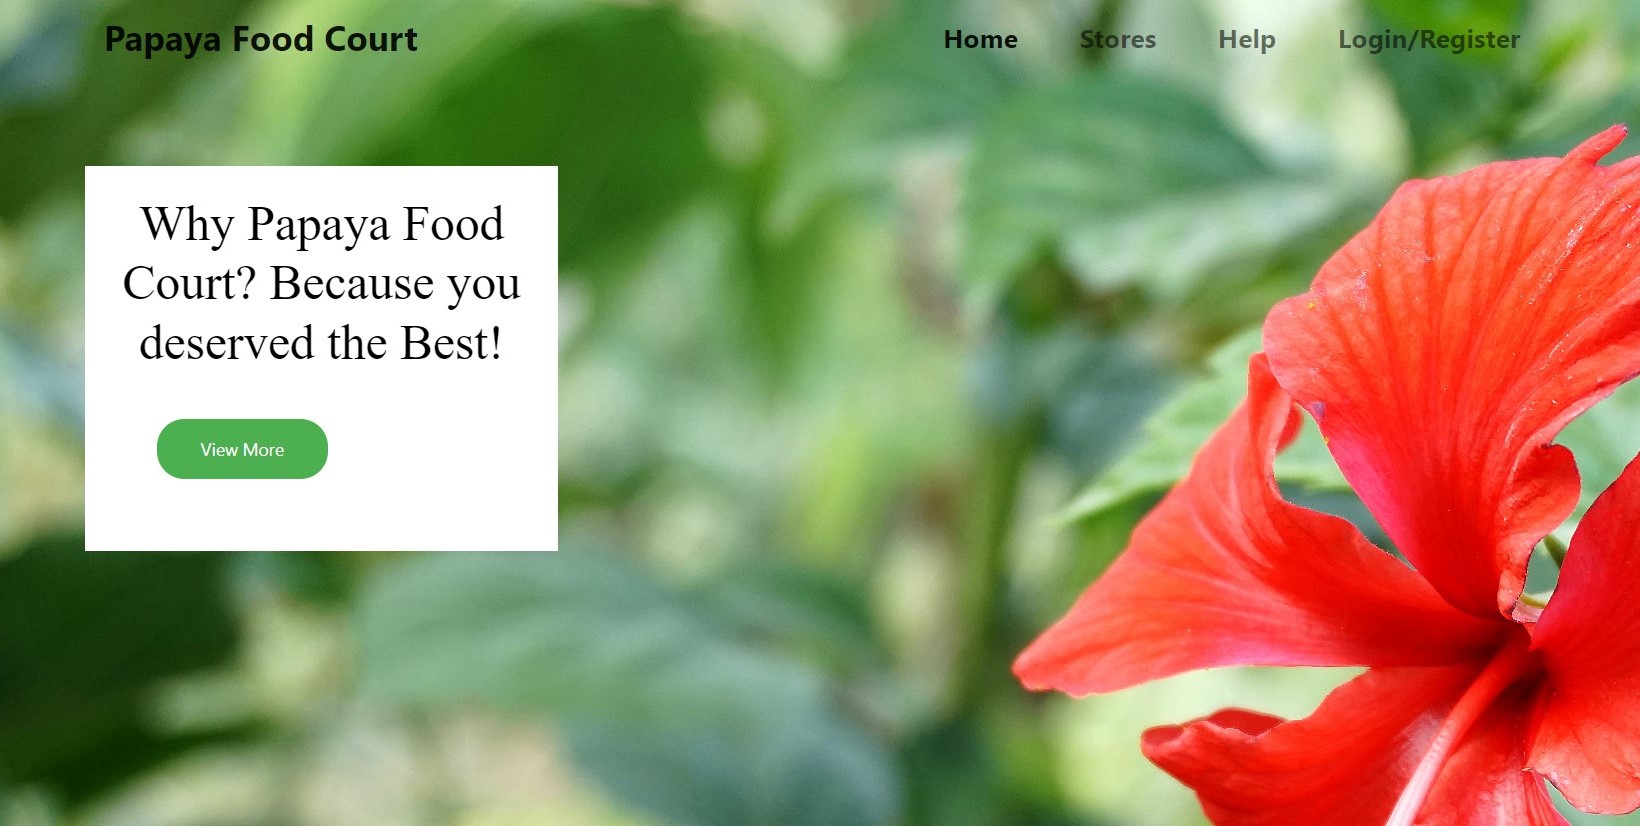 Papaya Food Court
Home Stores Help Login/Register
Why Papaya Food
Court? Because you
deserved the Best!
View More